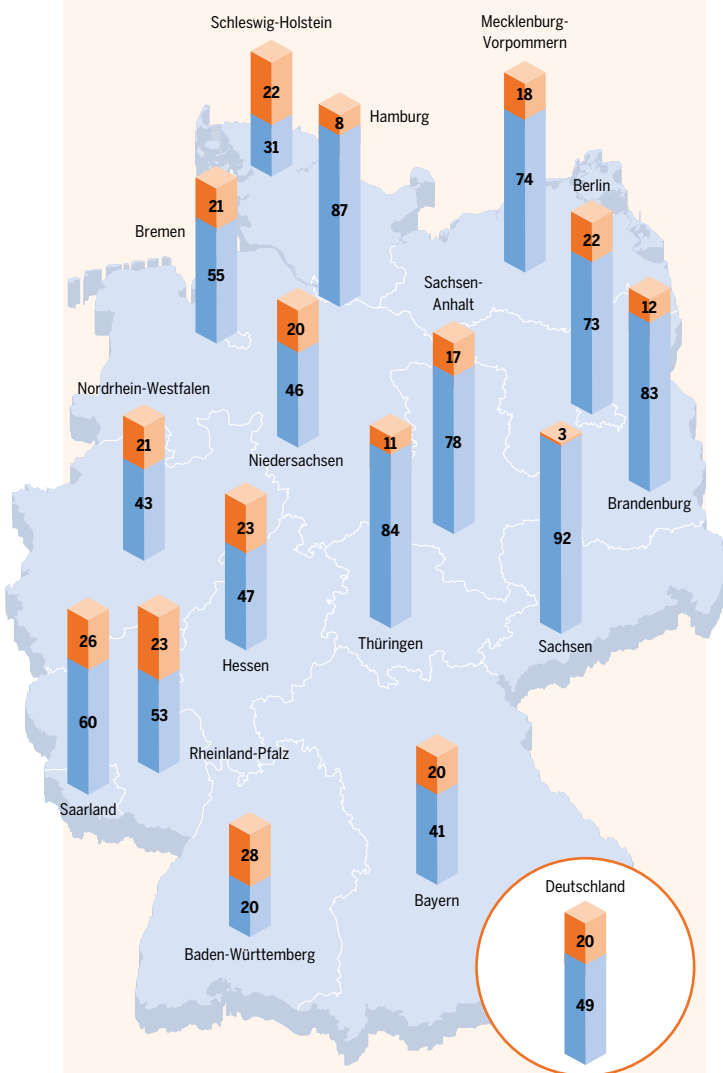 Schleswig-Holstein
22
31
Mecklenburg-
Vorpommern
18
74
Hamburg
8
87
Berlin
22
73
Bremen
21
55
Sachsen-
Anhalt
17
78
12
83
Brandenburg
20
46
Niedersachsen
Nordrhein-Westfalen
21
43
11
84
Thüringen
3
92
Sachsen
23
47
Hessen
26
60
Saarland
23
53
Rheinland-Pfalz
20
41
Bayern
28
20
Baden-Württemberg
Deutschland
20
49